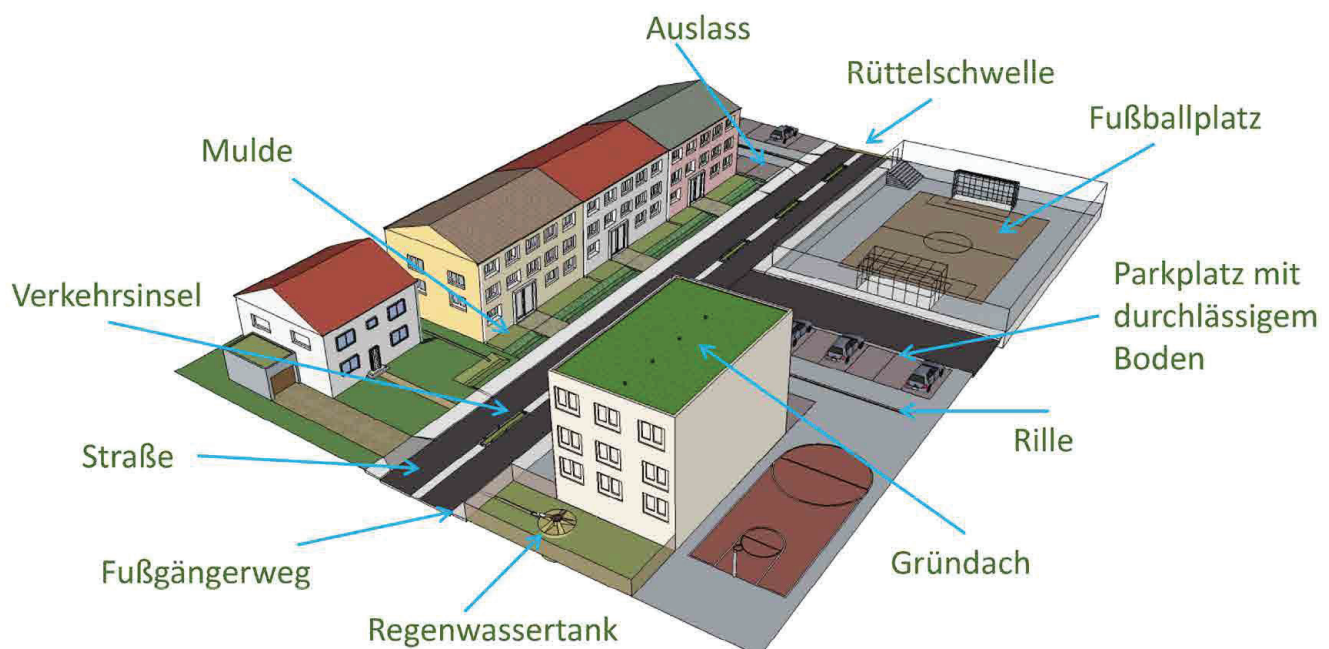 Auslass
Rüttelschwelle
Fußballplatz
Mulde
Verkehrsinsel
Parkplatz mit
durchlässigem
Boden
Rille
Straße
Gründach
Fußgängerweg
Regenwassertank